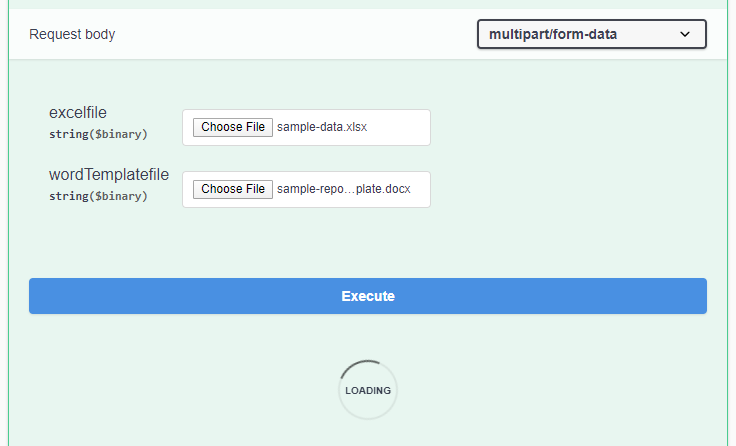 Request body
multipart/form-data
excelfile
string($binary)
Choose File sample-data.xlsx
wordTemplatefile
string($binary)
Choose File sample-repo…plate.docx
Execute
LOADING